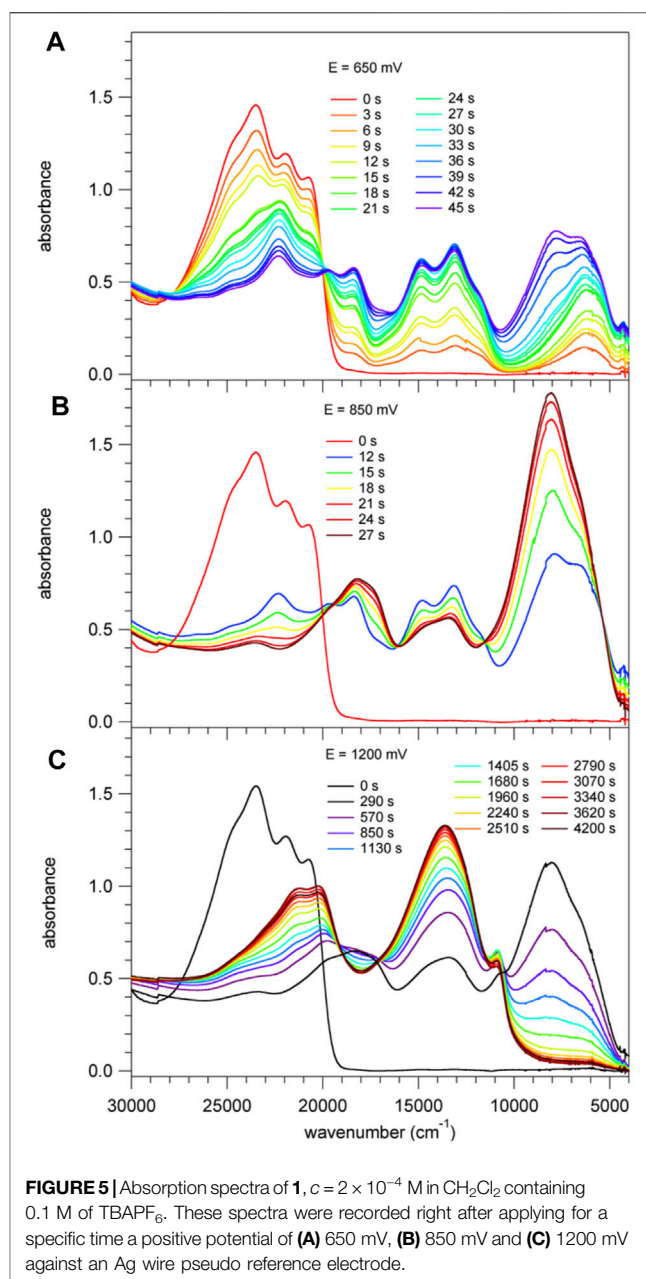 A
E = 650 mV
0 s
3 s
6 s
9 s
12 s
15 s
18 s
21 s
24 s
27 s
30 s
33 s
36 s
39 s
42 s
45 s
absorbance
1.5
1.0
0.5
0.0
B
E = 850 mV
0 s
12 s
15 s
18 s
21 s
24 s
27 s
absorbance
1.5
1.0
0.5
0.0
C
E = 1200 mV
0 s
290 s
570 s
850 s
1130 s
1405 s
1680 s
1960 s
2240 s
2510 s
2790 s
3070 s
3340 s
3620 s
4200 s
absorbance
1.5
1.0
0.5
0.0
30000 25000 20000 15000 10000 5000
wavenumber (cm⁻¹)
FIGURE 5 | Absorption spectra of 1, c = 2 × 10⁻⁴ M in CH₂Cl₂ containing
0.1 M of TBAPF₆. These spectra were recorded right after applying for a
specific time a positive potential of (A) 650 mV, (B) 850 mV and (C) 1200 mV
against an Ag wire pseudo reference electrode.